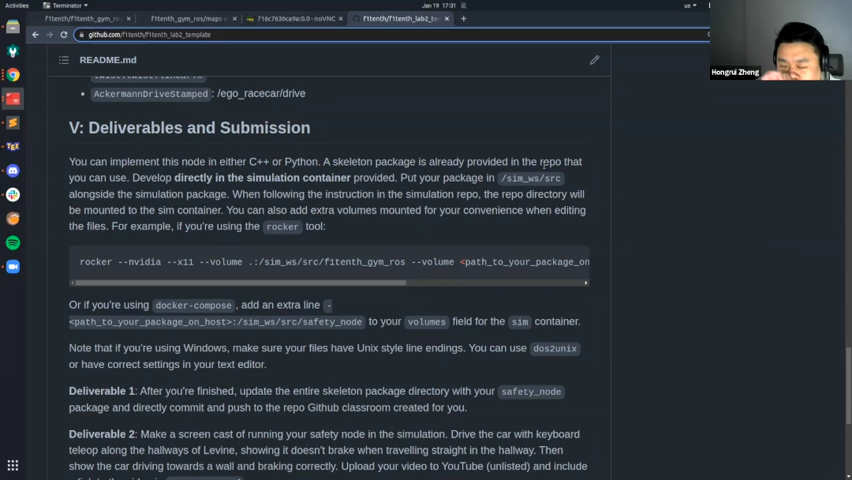 Activities
Terminator
Jan 19 17:31
us
f1tenth/f1tenth_gym_ros
f1tenth_gym_ros/maps
716c7636ca9a:0.0 - noVNC
f1tenth/f1tenth_lab2_temp
github.com/f1tenth/f1tenth_lab2_template
Hongrui Zheng
README.md
AckermannDriveStamped: /ego_racecar/drive
V: Deliverables and Submission
You can implement this node in either C++ or Python. A skeleton package is already provided in the repo that
you can use. Develop directly in the simulation container provided. Put your package in /sim_ws/src
alongside the simulation package. When following the instruction in the simulation repo, the repo directory will
be mounted to the sim container. You can also add extra volumes mounted for your convenience when editing
the files. For example, if you're using the rocker tool:
rocker --nvidia --x11 --volume .:/sim_ws/src/f1tenth_gym_ros --volume <path_to_your_package_on
Or if you're using docker-compose, add an extra line -
<path_to_your_package_on_host>:/sim_ws/src/safety_node to your volumes field for the sim container.
Note that if you're using Windows, make sure your files have Unix style line endings. You can use dos2unix
or have correct settings in your text editor.
Deliverable 1: After you're finished, update the entire skeleton package directory with your safety_node
package and directly commit and push to the repo Github classroom created for you.
Deliverable 2: Make a screen cast of running your safety node in the simulation. Drive the car with keyboard
teleop along the hallways of Levine, showing it doesn't brake when travelling straight in the hallway. Then
show the car driving towards a wall and braking correctly. Upload your video to YouTube (unlisted) and include